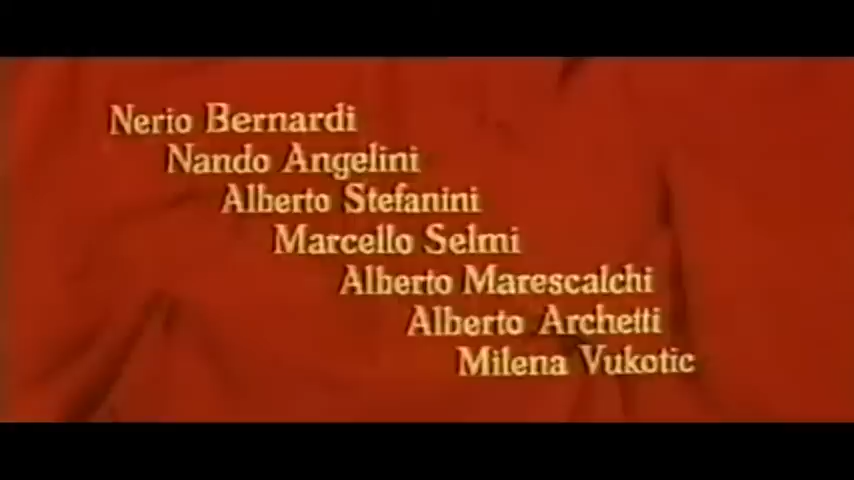 Nerio Bernardi
Nando Angelini
Alberto Stefanini
Marcello Selmi
Alberto Marescalchi
Alberto Archetti
Milena Vukotic